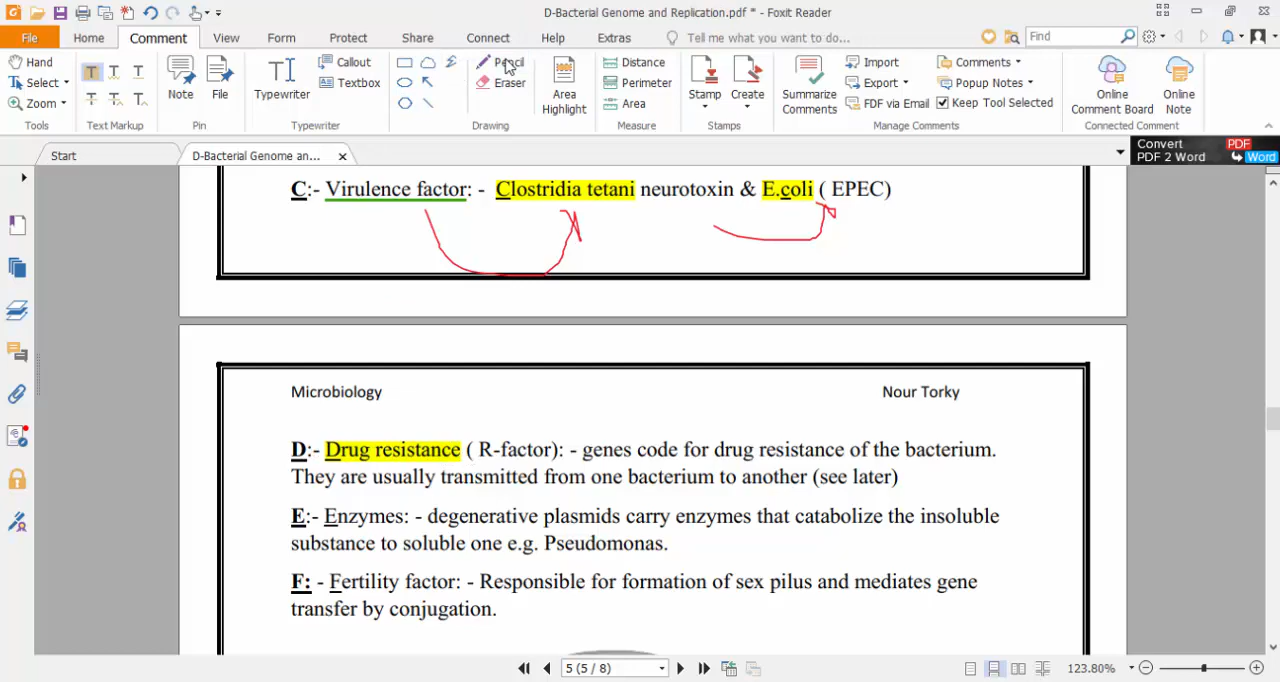 D-Bacterial Genome and Replication.pdf * - Foxit Reader
File Home Comment View Form Protect Share Connect Help Extras Tell me what you want to do... Find
Hand
Select
Zoom
Tools
T T T
T T T
Text Markup
Note
File
Pin
Typewriter
Callout
Textbox
Typewriter
Pencil
Eraser
Area Highlight
Drawing
Distance
Perimeter
Area
Measure
Stamp
Create
Stamps
Summarize Comments
Import
Export
FDF via Email
Comments
Popup Notes
Keep Tool Selected
Manage Comments
Online Comment Board
Online Note
Connected Comment
Start
D-Bacterial Genome an...
Convert PDF
PDF 2 Word Word
C:- Virulence factor: - Clostridia tetani neurotoxin & E.coli ( EPEC)
Microbiology Nour Torky
D:- Drug resistance ( R-factor): - genes code for drug resistance of the bacterium.
They are usually transmitted from one bacterium to another (see later)
E:- Enzymes: - degenerative plasmids carry enzymes that catabolize the insoluble
substance to soluble one e.g. Pseudomonas.
F: - Fertility factor: - Responsible for formation of sex pilus and mediates gene
transfer by conjugation.
5 (5 / 8)
123.80%